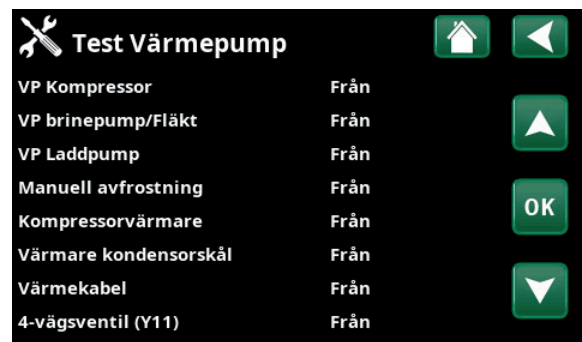 Test Värmepump
VP Kompressor Från
VP brinepump/Fläkt Från
VP Laddpump Från
Manuell avfrostning Från
OK
Kompressorvärmare Från
Värmare kondensorskål Från
Värmekabel Från
4-vägsventil (Y11) Från